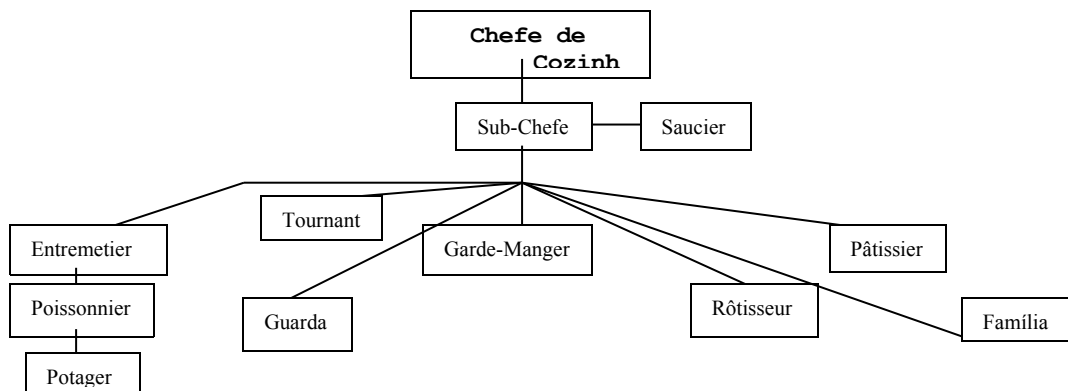 Chefe de
Cozinh
Sub-Chefe
Saucier
Tournant
Entremetier
Garde-Manger
Pâtissier
Poissonnier
Guarda
Rôtisseur
Família
Potager